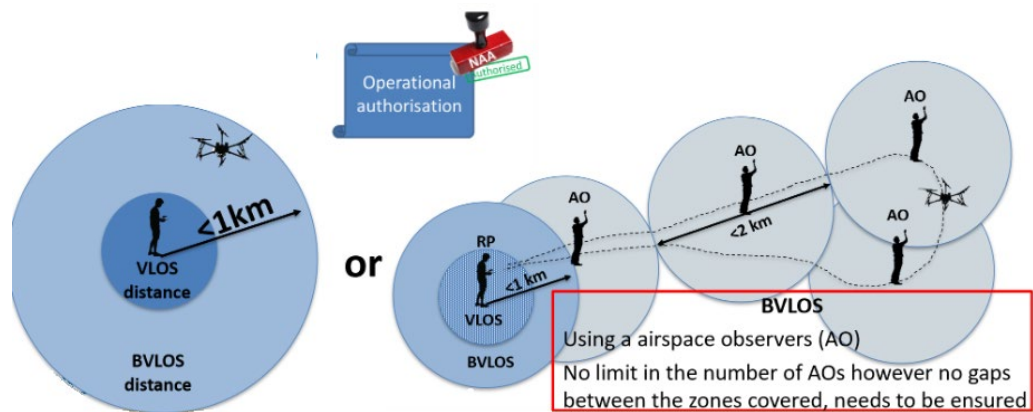 <1km
VLOS
distance
BVLOS
distance
Operational
authorisation
NAA
authorised
or
RP
<1 km
VLOS
BVLOS
AO
AO
<2 km
AO
AO
BVLOS
Using a airspace observers (AO)
No limit in the number of AOs however no gaps
between the zones covered, needs to be ensured